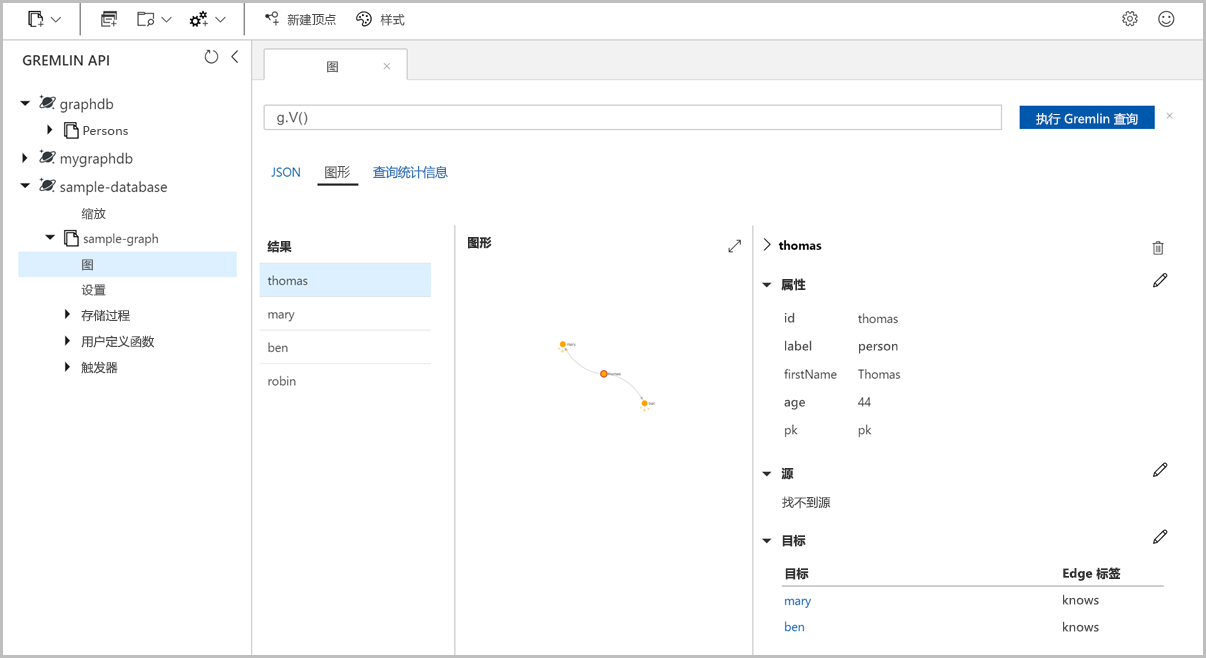 新建顶点 样式
GREMLIN API
graphdb
Persons
mygraphdb
sample-database
缩放
sample-graph
图
设置
存储过程
用户定义函数
触发器
图
g.V()
执行 Gremlin 查询
JSON 图形 查询统计信息
结果
thomas
mary
ben
robin
图形
mary
thomas
ben
thomas
属性
id thomas
label person
firstName Thomas
age 44
pk pk
源
找不到源
目标
目标 Edge 标签
mary knows
ben knows